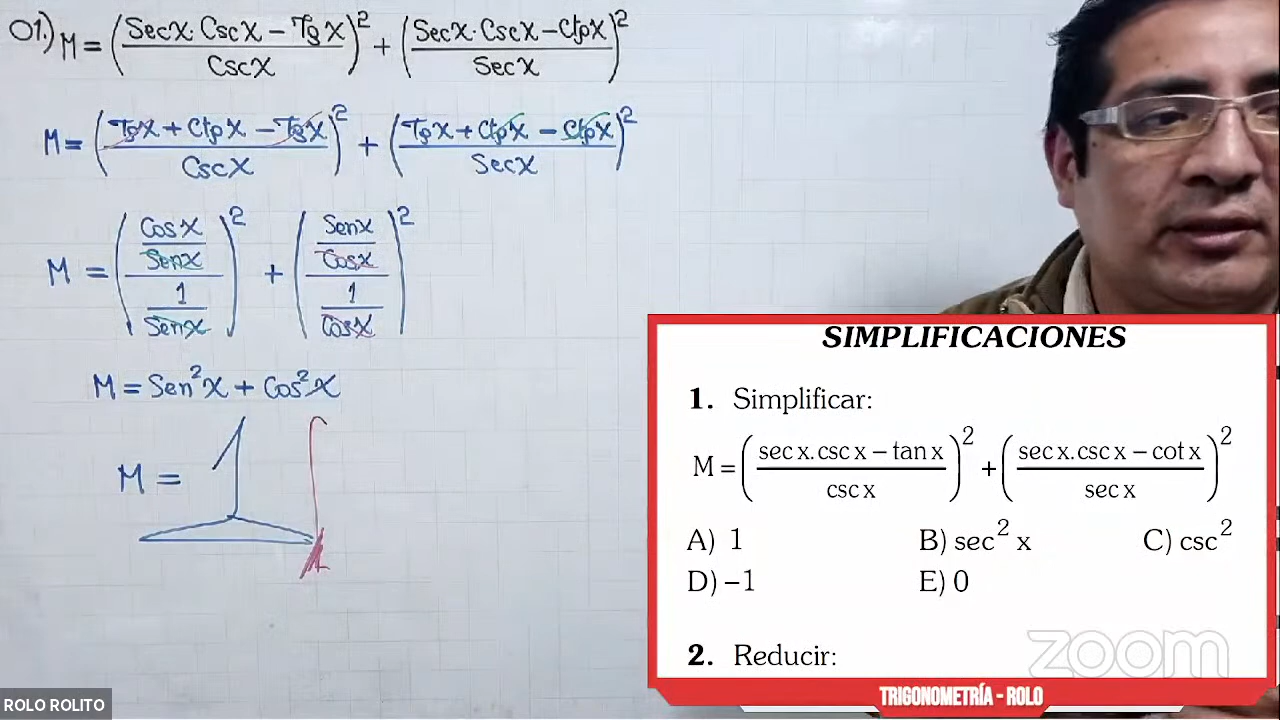 01.) M = (SecX·CscX − TgX / CscX)² + (SecX·CscX − CtgX / SecX)²
M = (TgX + CtgX − TgX / CscX)² + (TgX + CtgX − CtgX / SecX)²
M = (CosX / SenX / 1 / SenX)² + (SenX / CosX / 1 / CosX)²
M = Sen²X + Cos²X
M = 1
SIMPLIFICACIONES
1. Simplificar:
M = (sec x.csc x − tan x / csc x)² + (sec x.csc x − cot x / sec x)²
A) 1 B) sec² x C) csc²
D) −1 E) 0
2. Reducir:
zoom
TRIGONOMETRÍA - ROLO
ROLO ROLITO